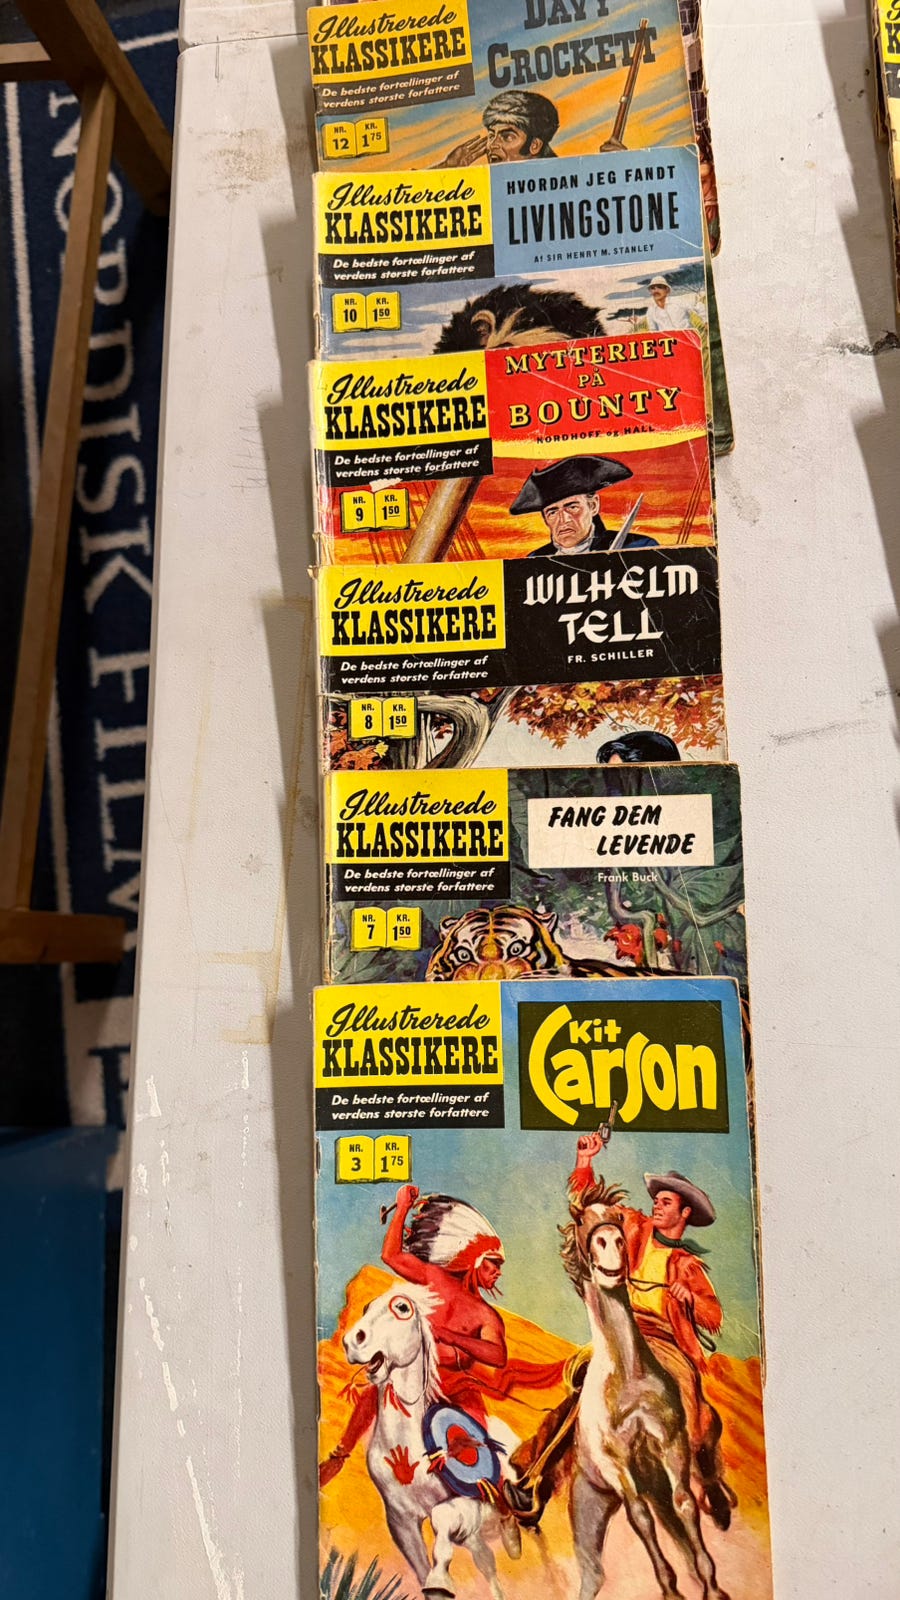 Illustrerede
KLASSIKERE
De bedste fortællinger af
verdens største forfattere
NR. 12 KR. 1 75
DAVY
CROCKETT
Illustrerede
KLASSIKERE
De bedste fortællinger af
verdens største forfattere
NR. 10 KR. 1 50
HVORDAN JEG FANDT
LIVINGSTONE
Af SIR HENRY M. STANLEY
Illustrerede
KLASSIKERE
De bedste fortællinger af
verdens største forfattere
NR. 9 KR. 1 50
MYTTERIET
PÅ
BOUNTY
NORDHOFF og HALL
Illustrerede
KLASSIKERE
De bedste fortællinger af
verdens største forfattere
NR. 8 KR. 1 50
WILHELM
TELL
FR. SCHILLER
Illustrerede
KLASSIKERE
De bedste fortællinger af
verdens største forfattere
NR. 7 KR. 1 50
FANG DEM
LEVENDE
Frank Buck
Illustrerede
KLASSIKERE
De bedste fortællinger af
verdens største forfattere
NR. 3 KR. 1 75
Kit
Carson
NORDISK FILM